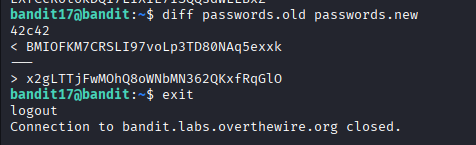 bandit17@bandit:~$ diff passwords.old passwords.new
42c42
< BMIOFKM7CRSLI97voLp3TD80NAq5exxk
---
> x2gLTTjFwMOhQ8oWNbMN362QKxfRqGlO
bandit17@bandit:~$ exit
logout
Connection to bandit.labs.overthewire.org closed.